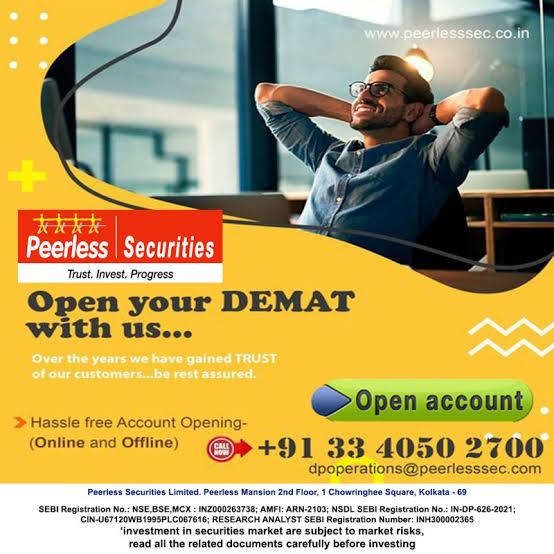 www.peerlesssec.co.in
Peerless Securities
Trust. Invest. Progress
Open your DEMAT
with us...
Over the years we have gained TRUST
of our customers...be rest assured.
Open account
Hassle free Account Opening-
(Online and Offline)
CALL NOW
+91 33 4050 2700
dpoperations@peerlesssec.com
Peerless Securities Limited. Peerless Mansion 2nd Floor, 1 Chowringhee Square, Kolkata - 69
SEBI Registration No.: NSE,BSE,MCX : INZ000263738; AMFI: ARN-2103; NSDL SEBI Registration No.: IN-DP-626-2021;
CIN-U67120WB1995PLC067616; RESEARCH ANALYST SEBI Registration Number: INH300002365
*investment in securities market are subject to market risks,
read all the related documents carefully before investing